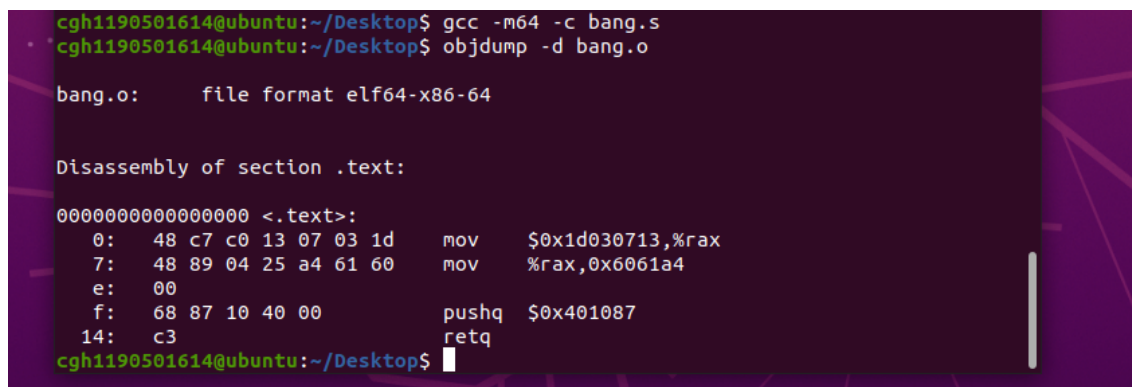 cgh1190501614@ubuntu:~/Desktop$ gcc -m64 -c bang.s
cgh1190501614@ubuntu:~/Desktop$ objdump -d bang.o
bang.o:     file format elf64-x86-64
Disassembly of section .text:
0000000000000000 <.text>:
   0:   48 c7 c0 13 07 03 1d    mov    $0x1d030713,%rax
   7:   48 89 04 25 a4 61 60    mov    %rax,0x6061a4
   e:   00
   f:   68 87 10 40 00          pushq  $0x401087
  14:   c3                      retq
cgh1190501614@ubuntu:~/Desktop$